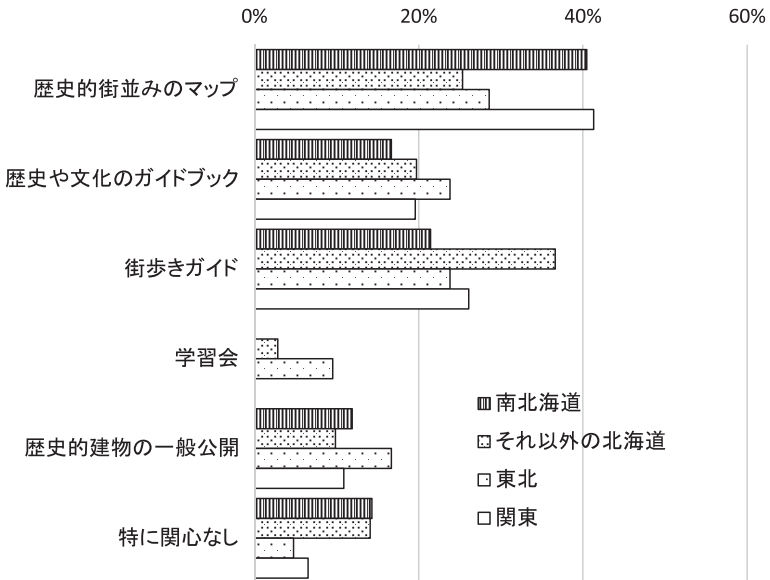 0% 20% 40% 60%
歴史的街並みのマップ
歴史や文化のガイドブック
街歩きガイド
学習会
歴史的建物の一般公開
特に関心なし
南北海道
それ以外の北海道
東北
関東